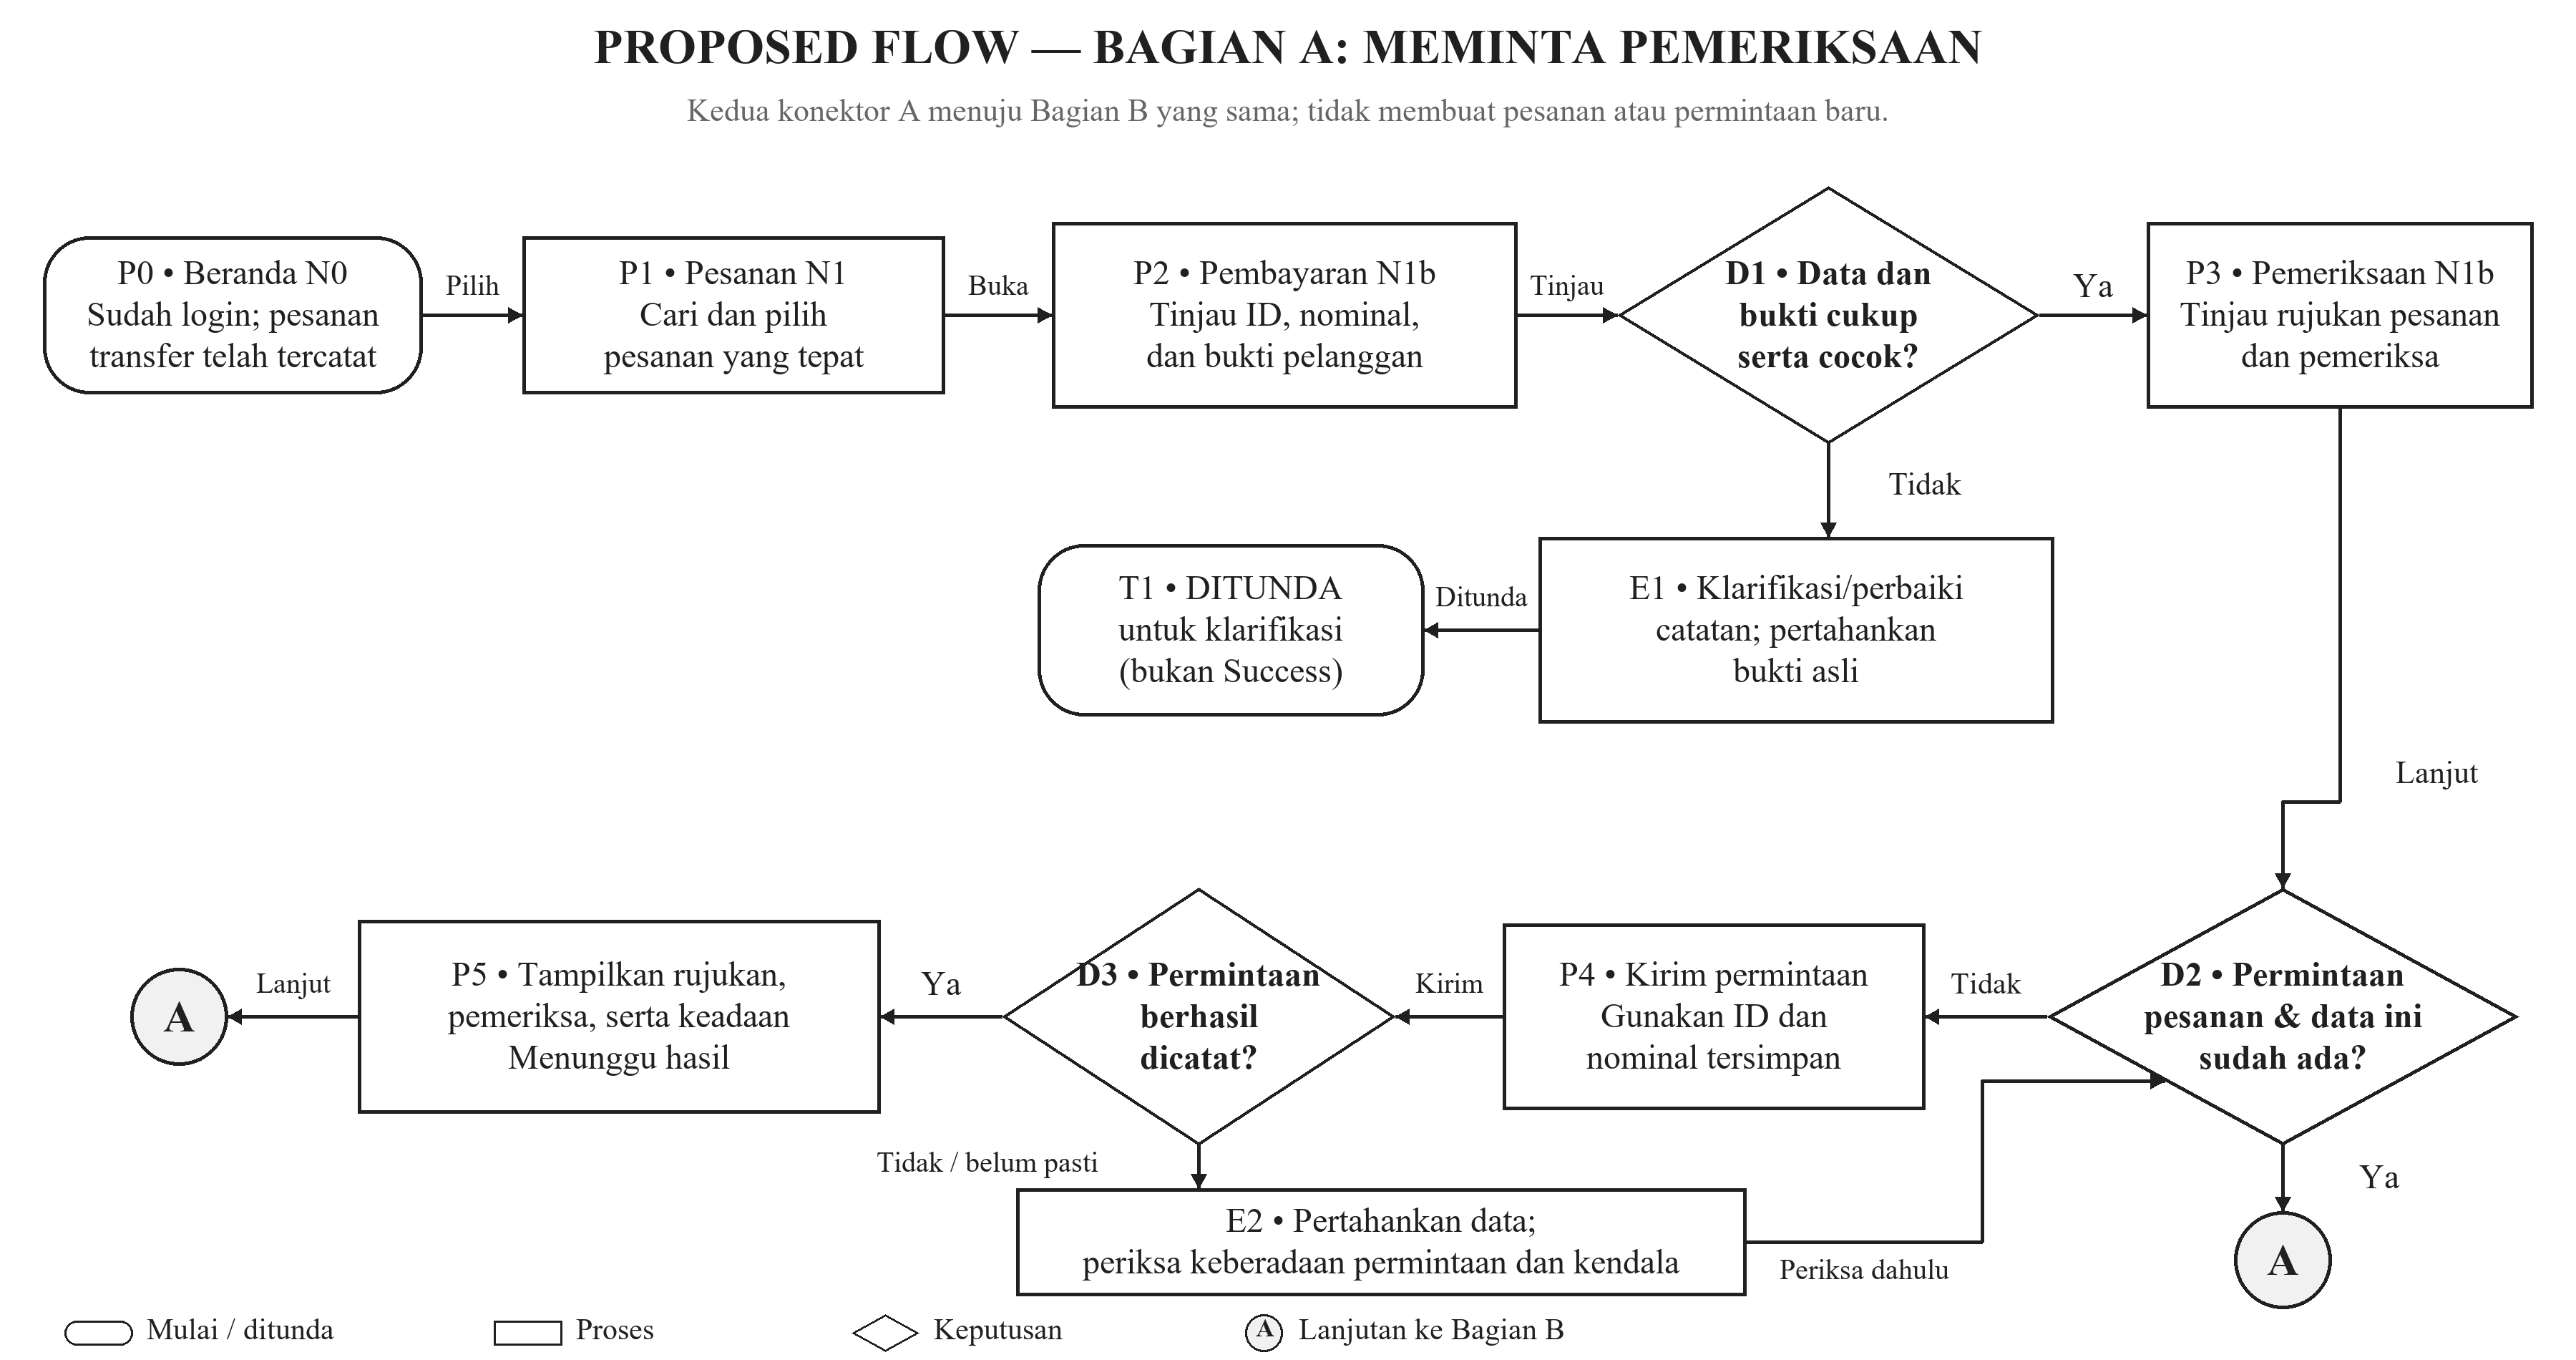 PROPOSED FLOW — BAGIAN A: MEMINTA PEMERIKSAAN
Kedua konektor A menuju Bagian B yang sama; tidak membuat pesanan atau permintaan baru.
P0 • Beranda N0
Sudah login; pesanan
transfer telah tercatat
Pilih
P1 • Pesanan N1
Cari dan pilih
pesanan yang tepat
Buka
P2 • Pembayaran N1b
Tinjau ID, nominal,
dan bukti pelanggan
Tinjau
D1 • Data dan
bukti cukup
serta cocok?
Ya
P3 • Pemeriksaan N1b
Tinjau rujukan pesanan
dan pemeriksa
Tidak
T1 • DITUNDA
untuk klarifikasi
(bukan Success)
Ditunda
E1 • Klarifikasi/perbaiki
catatan; pertahankan
bukti asli
Lanjut
A
Lanjut
P5 • Tampilkan rujukan,
pemeriksa, serta keadaan
Menunggu hasil
Ya
D3 • Permintaan
berhasil
dicatat?
Kirim
P4 • Kirim permintaan
Gunakan ID dan
nominal tersimpan
Tidak
D2 • Permintaan
pesanan & data ini
sudah ada?
Tidak / belum pasti
Ya
E2 • Pertahankan data;
periksa keberadaan permintaan dan kendala
Periksa dahulu
A
Mulai / ditunda
Proses
Keputusan
A
Lanjutan ke Bagian B